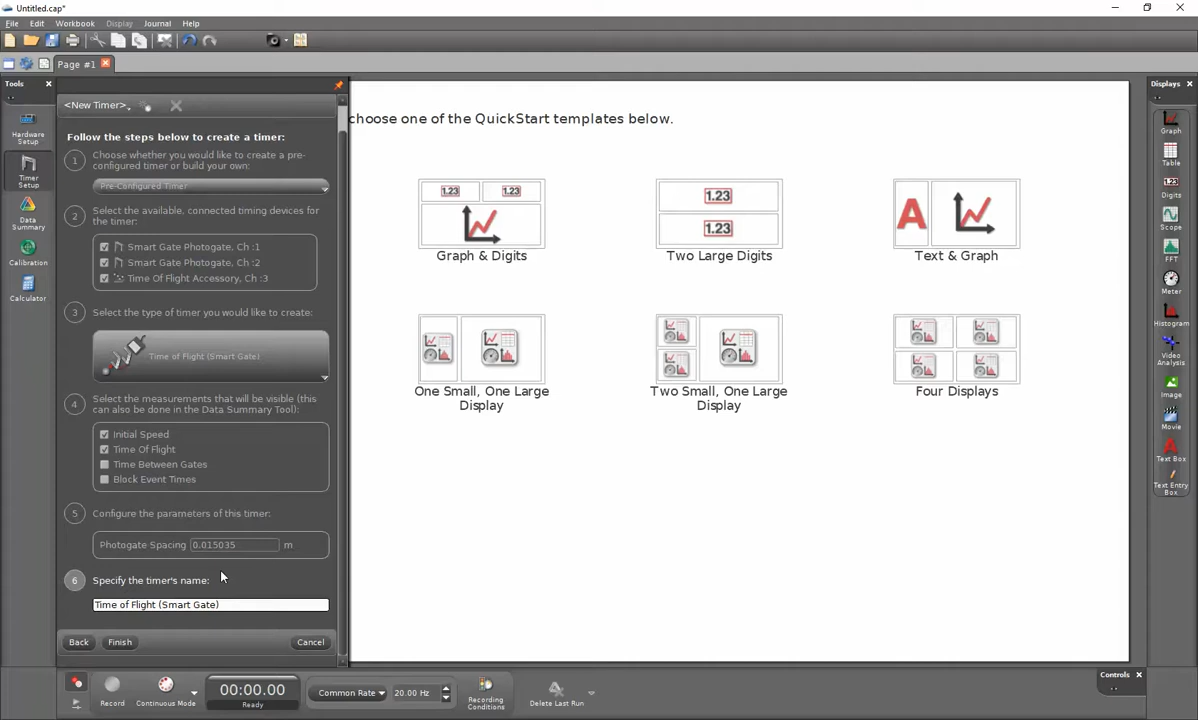 Untitled.cap*
File Edit Workbook Display Journal Help
Page #1
Tools
Hardware
Setup
Timer
Setup
Data
Summary
Calibration
Calculator
<New Timer>
Follow the steps below to create a timer:
1 Choose whether you would like to create a pre-
configured timer or build your own:
Pre-Configured Timer
2 Select the available, connected timing devices for
the timer:
Smart Gate Photogate, Ch :1
Smart Gate Photogate, Ch :2
Time Of Flight Accessory, Ch :3
3 Select the type of timer you would like to create:
Time of Flight (Smart Gate)
4 Select the measurements that will be visible (this
can also be done in the Data Summary Tool):
Initial Speed
Time Of Flight
Time Between Gates
Block Event Times
5 Configure the parameters of this timer:
Photogate Spacing 0.015035 m
6 Specify the timer's name:
Time of Flight (Smart Gate)
Back Finish Cancel
choose one of the QuickStart templates below.
1.23 1.23
Graph & Digits
1.23
1.23
Two Large Digits
A
Text & Graph
One Small, One Large
Display
Two Small, One Large
Display
Four Displays
Displays
Graph
Table
1.23
Digits
Scope
FFT
Meter
Histogram
Video
Analysis
Image
Movie
A
Text Box
Text Entry
Box
Record
Continuous Mode
00:00.00
Ready
Common Rate 20.00 Hz
Recording
Conditions
Delete Last Run
Controls